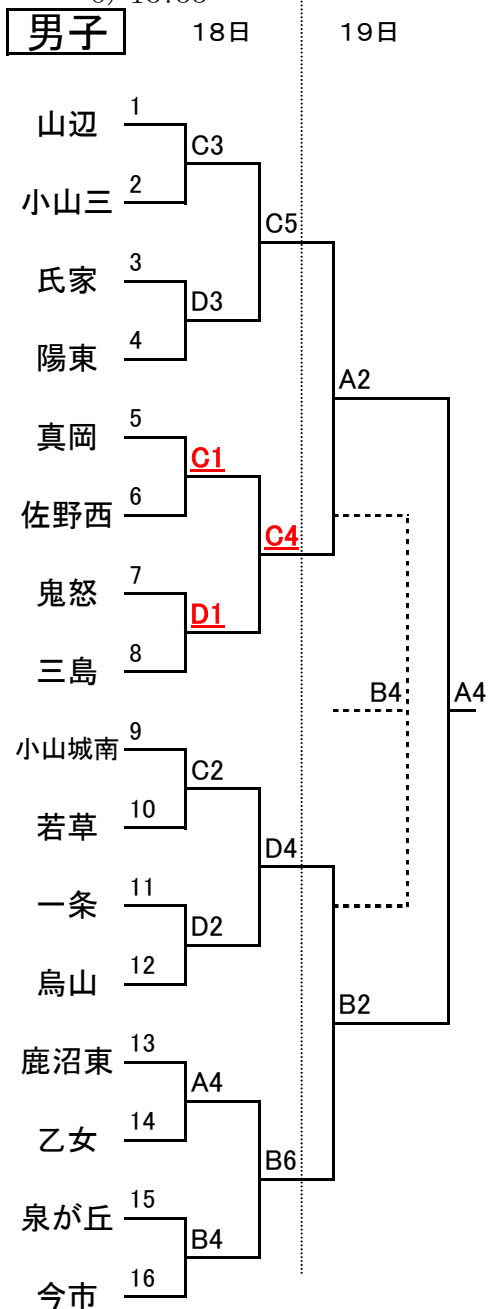 男子 18日 19日
山辺 1
C3
小山三 2
C5
氏家 3
D3
陽東 4
A2
真岡 5
C1
佐野西 6
C4
鬼怒 7
D1
三島 8
B4 A4
小山城南 9
C2
若草 10
D4
一条 11
D2
烏山 12
B2
鹿沼東 13
A4
乙女 14
B6
泉が丘 15
B4
今市 16